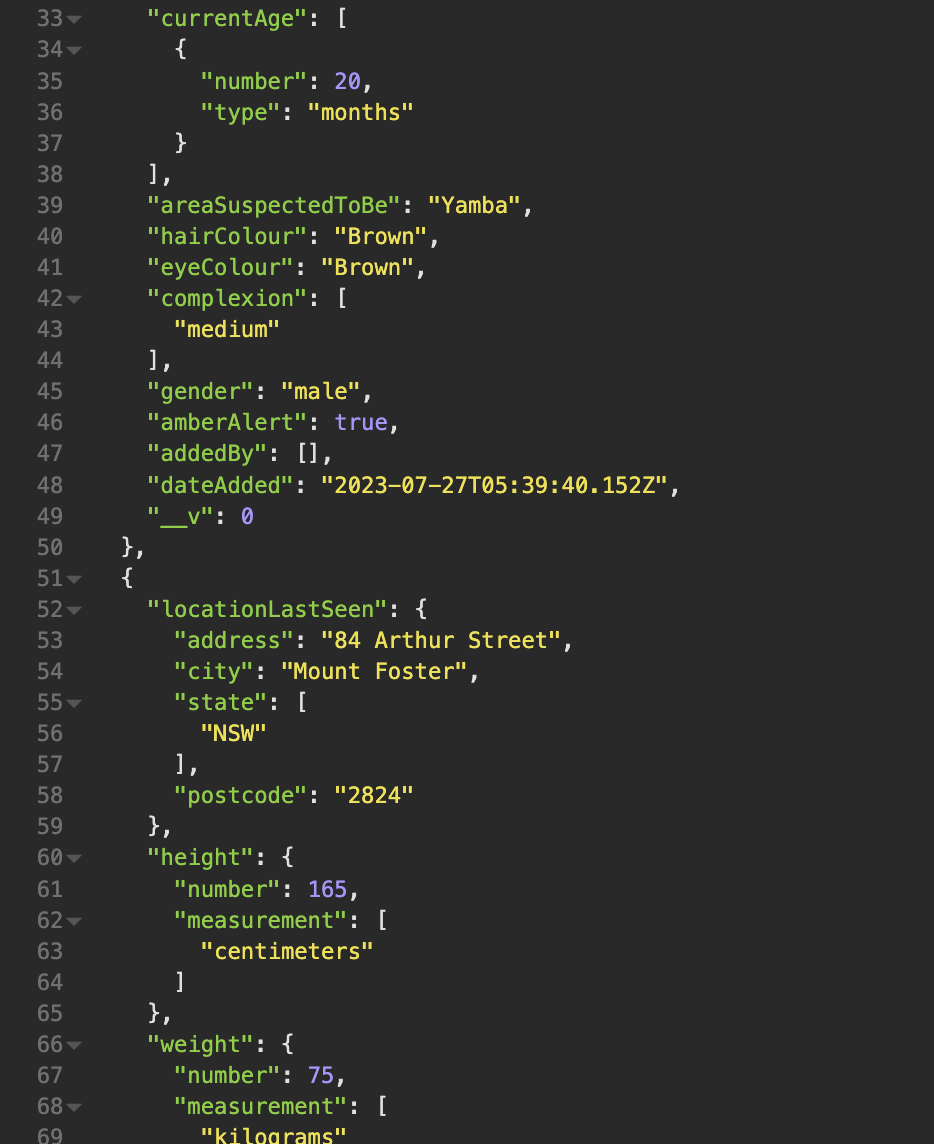 33 "currentAge": [
34 {
35 "number": 20,
36 "type": "months"
37 }
38 ],
39 "areaSuspectedToBe": "Yamba",
40 "hairColour": "Brown",
41 "eyeColour": "Brown",
42 "complexion": [
43 "medium"
44 ],
45 "gender": "male",
46 "amberAlert": true,
47 "addedBy": [],
48 "dateAdded": "2023-07-27T05:39:40.152Z",
49 "__v": 0
50 },
51 {
52 "locationLastSeen": {
53 "address": "84 Arthur Street",
54 "city": "Mount Foster",
55 "state": [
56 "NSW"
57 ],
58 "postcode": "2824"
59 },
60 "height": {
61 "number": 165,
62 "measurement": [
63 "centimeters"
64 ]
65 },
66 "weight": {
67 "number": 75,
68 "measurement": [
69 "kilograms"